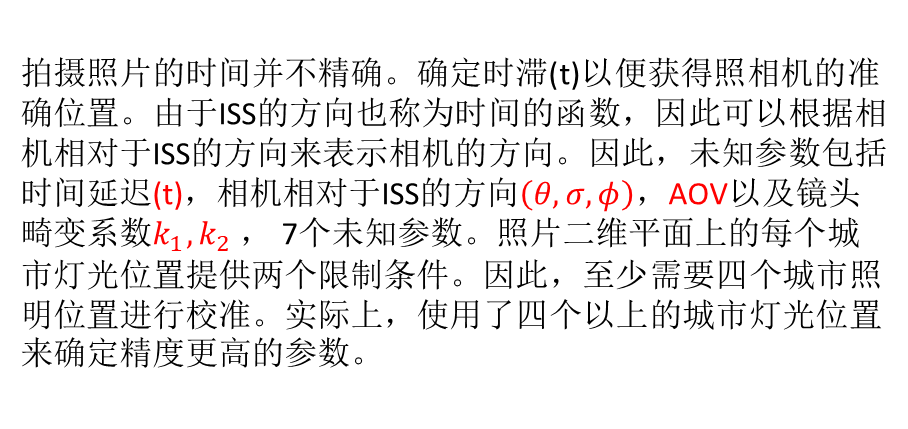 拍摄照片的时间并不精确。确定时滞(t)以便获得照相机的准
确位置。由于ISS的方向也称为时间的函数，因此可以根据相
机相对于ISS的方向来表示相机的方向。因此，未知参数包括
时间延迟(t)，相机相对于ISS的方向(θ,σ,ϕ)，AOV以及镜头
畸变系数k₁,k₂ ， 7个未知参数。照片二维平面上的每个城
市灯光位置提供两个限制条件。因此，至少需要四个城市照
明位置进行校准。实际上，使用了四个以上的城市灯光位置
来确定精度更高的参数。